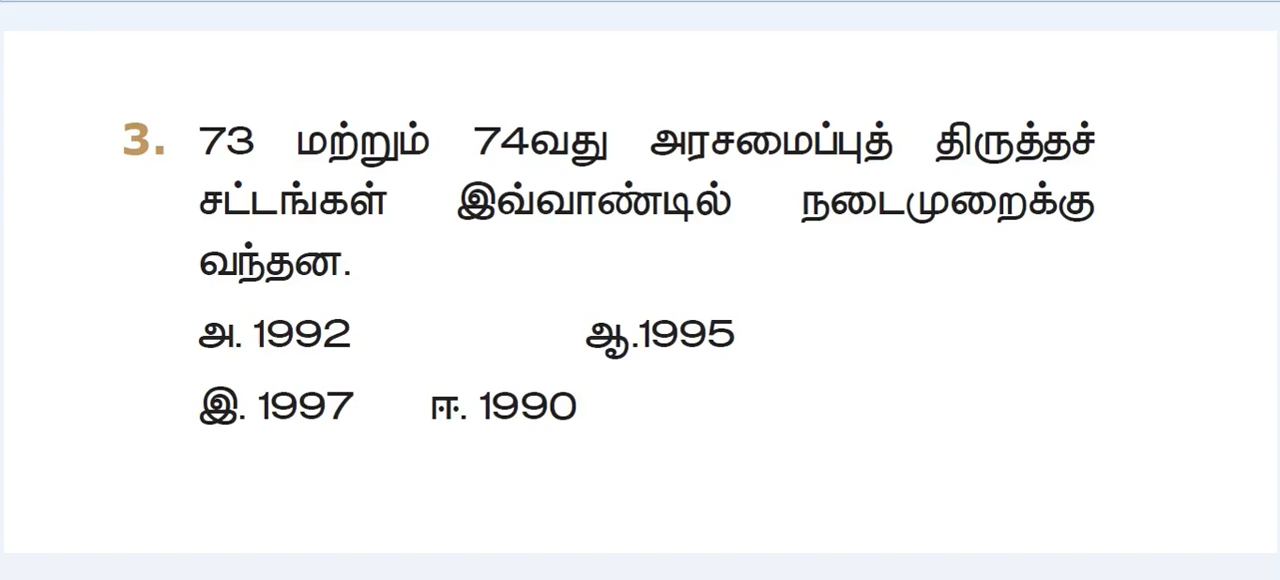 3. 73 மற்றும் 74வது அரசமைப்புத் திருத்தச்
சட்டங்கள் இவ்வாண்டில் நடைமுறைக்கு
வந்தன.
அ. 1992 ஆ.1995
இ. 1997 ஈ. 1990